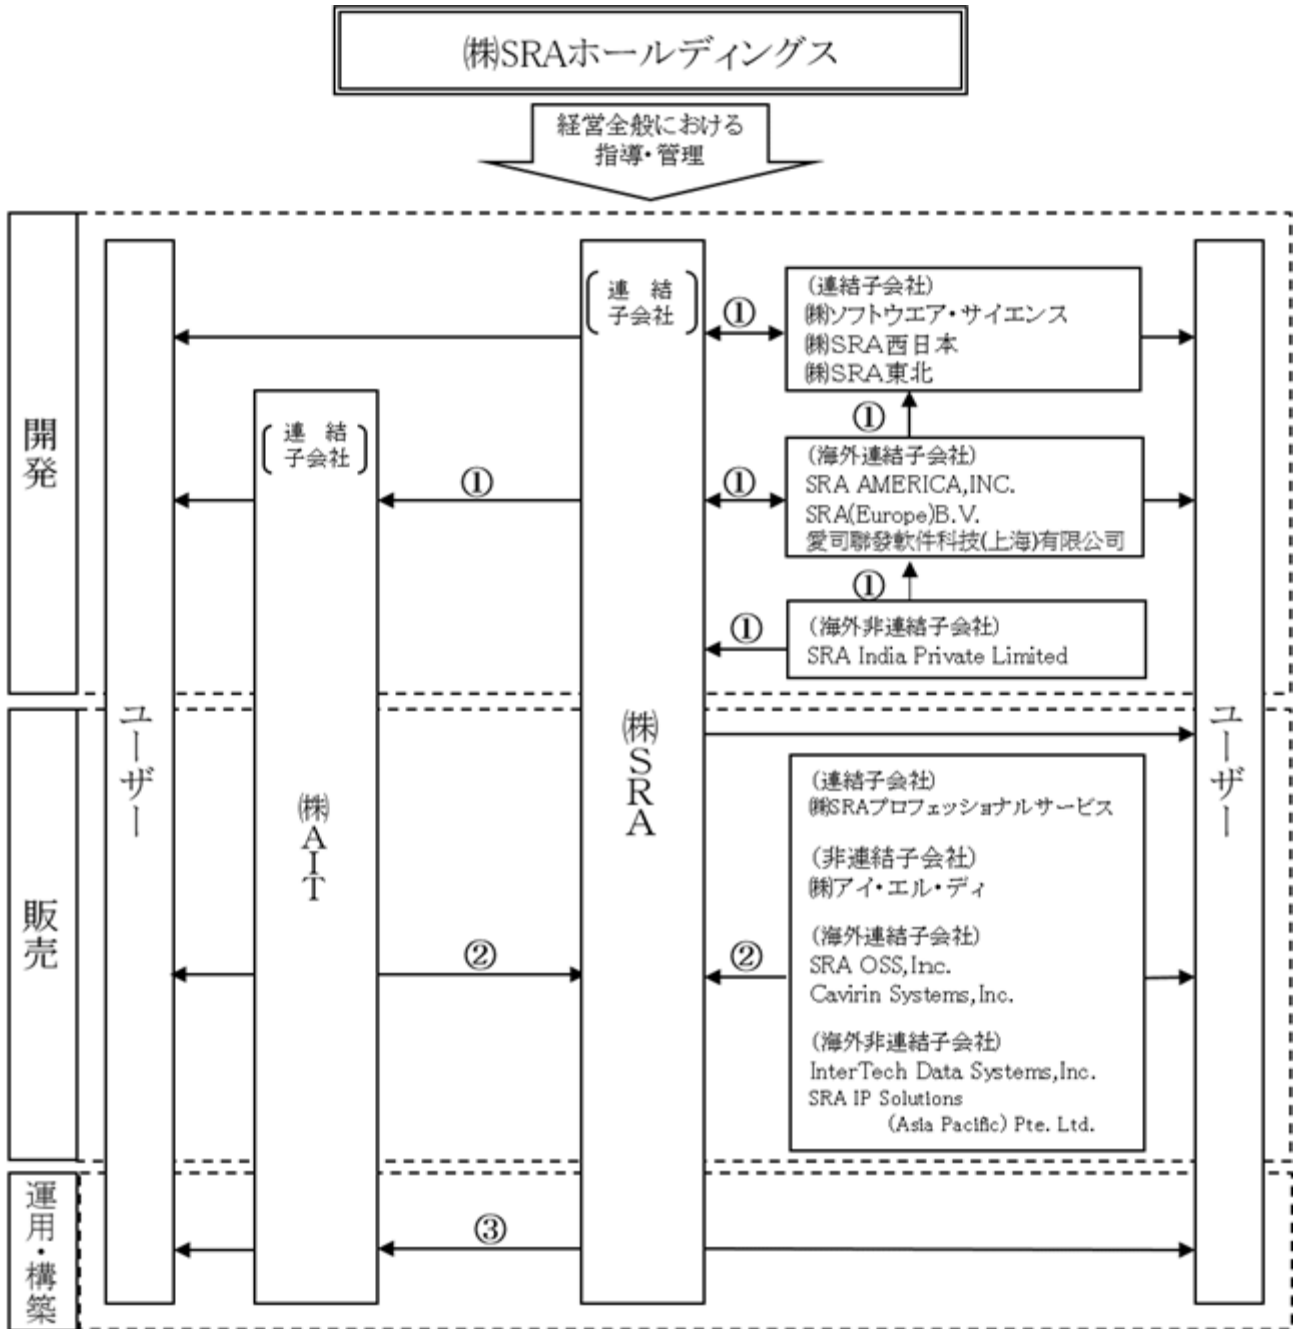 ㈱SRAホールディングス
経営全般における
指導・管理
開発
ユーザー
連結
子会社
㈱AIT
連結
子会社
㈱SRA
①
(連結子会社)
㈱ソフトウエア・サイエンス
㈱SRA西日本
㈱SRA東北
①
①
①
(海外連結子会社)
SRA AMERICA,INC.
SRA(Europe)B.V.
愛司聯發軟件科技(上海)有限公司
①
①
(海外非連結子会社)
SRA India Private Limited
ユーザー
販売
(連結子会社)
㈱SRAプロフェッショナルサービス
(非連結子会社)
㈱アイ・エル・ディ
②
②
(海外連結子会社)
SRA OSS,Inc.
Cavirin Systems,Inc.
(海外非連結子会社)
InterTech Data Systems,Inc.
SRA IP Solutions
(Asia Pacific) Pte. Ltd.
運用・構築
③